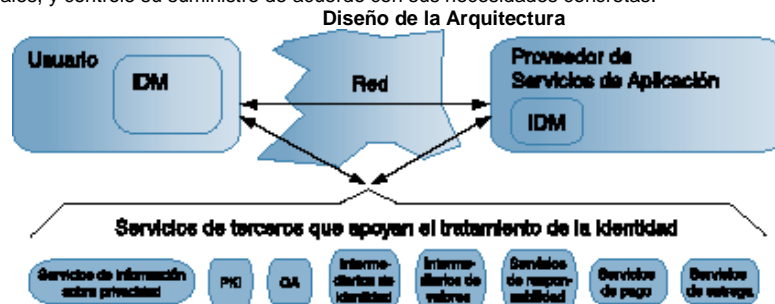 ales, y controle su suministro de acuerdo con sus necesidades concretas.
Diseño de la Arquitectura
Usuario
IDM
Red
Proveedor de
Servicios de Aplicación
IDM
Servicios de terceros que apoyan el tratamiento de la identidad
Servicios de información
sobre privacidad
PKI
CA
Interme-
diarios de
identidad
Interme-
diarios de
valores
Servicios
de respon-
sabilidad
Servicios
de pago
Servicios
de entrega